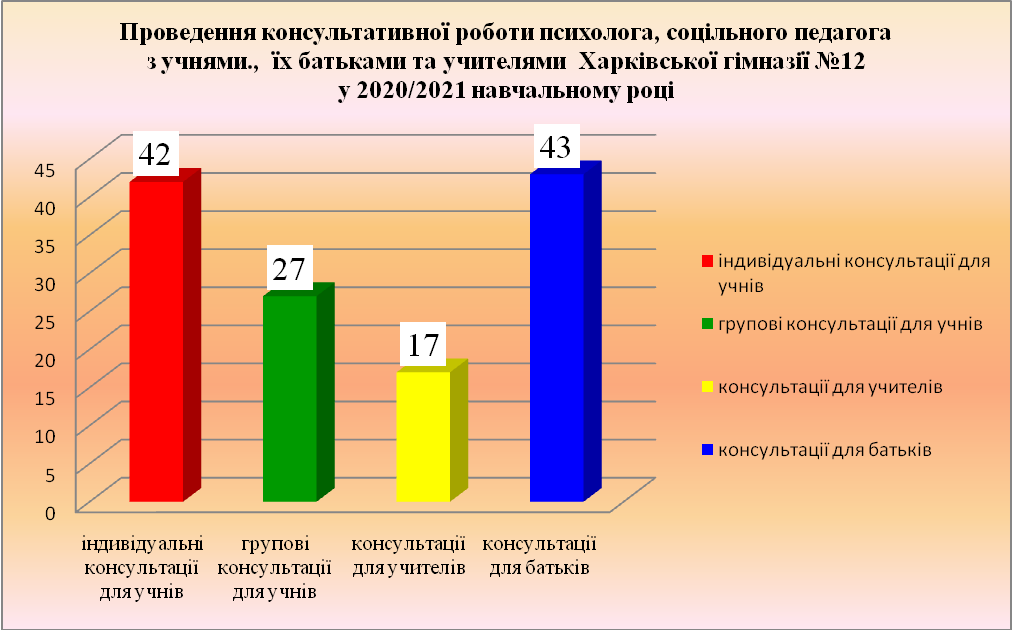 Проведення консультативної роботи психолога, соцільного педагога
з учнями., їх батьками та учителями Харківської гімназії №12
у 2020/2021 навчальному році
42
27
17
43
45
40
35
30
25
20
15
10
5
0
індивідуальні
консультації
для учнів
групові
консультації
для учнів
консультації
для учителів
консультації
для батьків
індивідуальні консультації для
учнів
групові консультації для учнів
консультації для учителів
консультації для батьків